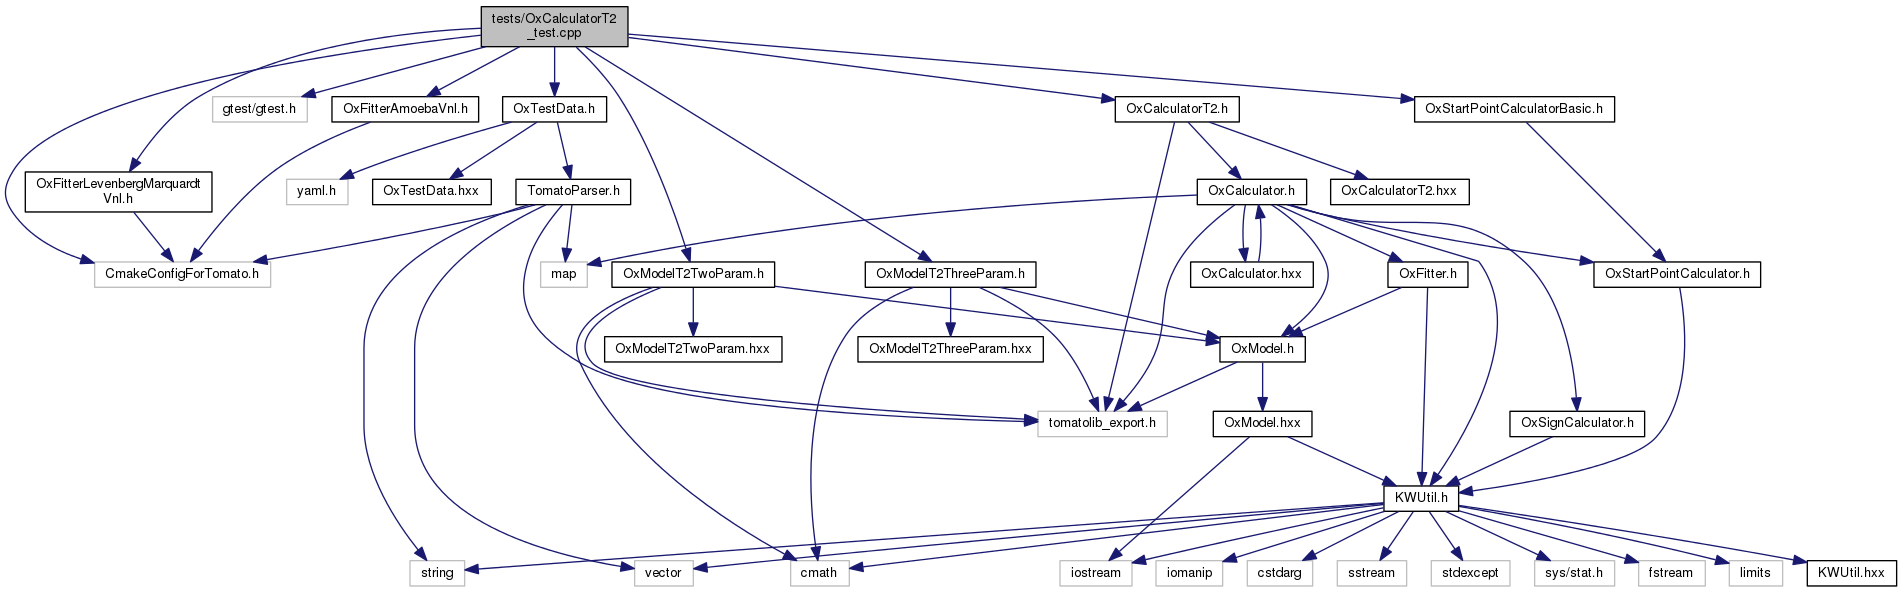 tests/OxCalculatorT2
_test.cpp
gtest/gtest.h
OxFitterAmoebaVnl.h
OxTestData.h
OxCalculatorT2.h
OxStartPointCalculatorBasic.h
OxFitterLevenbergMarquardt
Vnl.h
yaml.h
OxTestData.hxx
TomatoParser.h
OxCalculator.h
OxCalculatorT2.hxx
CmakeConfigForTomato.h
map
OxModelT2TwoParam.h
OxModelT2ThreeParam.h
OxCalculator.hxx
OxFitter.h
OxStartPointCalculator.h
OxModelT2TwoParam.hxx
OxModelT2ThreeParam.hxx
OxModel.h
tomatolib_export.h
OxModel.hxx
OxSignCalculator.h
KWUtil.h
string
vector
cmath
iostream
iomanip
cstdarg
sstream
stdexcept
sys/stat.h
fstream
limits
KWUtil.hxx